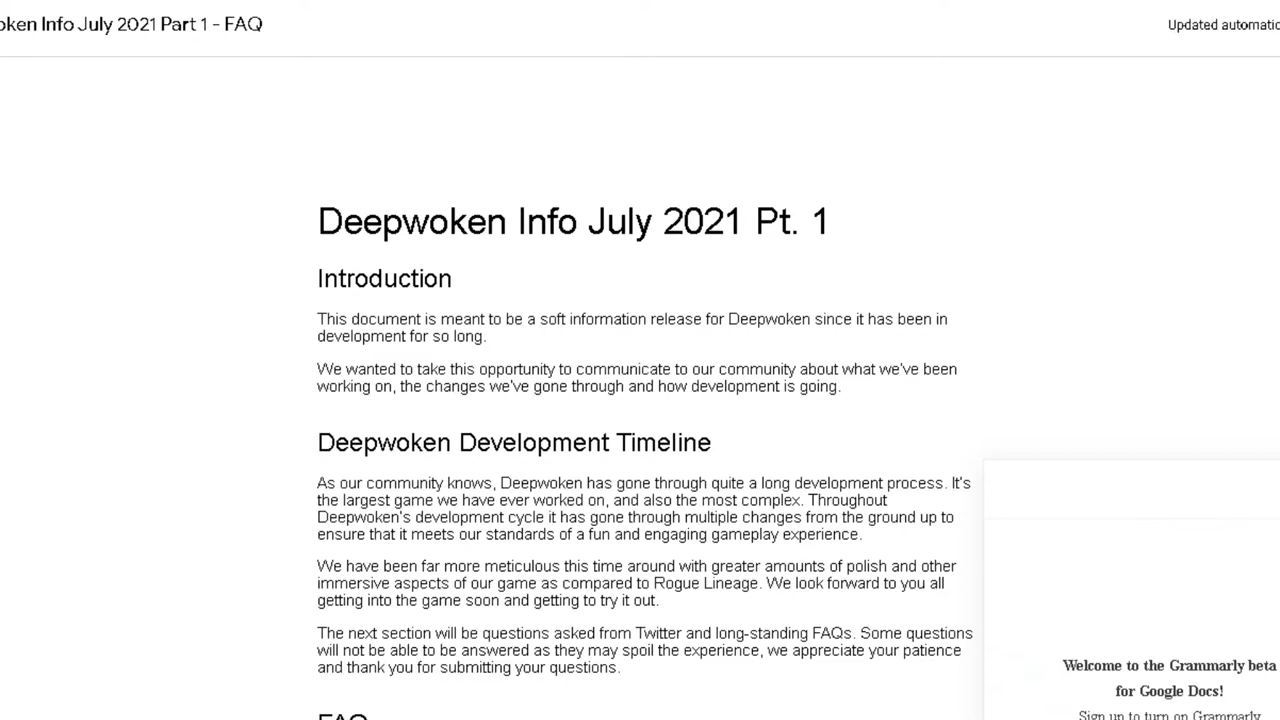 oken Info July 2021 Part 1 - FAQ
Updated automatic
Deepwoken Info July 2021 Pt. 1
Introduction
This document is meant to be a soft information release for Deepwoken since it has been in
development for so long.
We wanted to take this opportunity to communicate to our community about what we've been
working on, the changes we've gone through and how development is going.
Deepwoken Development Timeline
As our community knows, Deepwoken has gone through quite a long development process. It's
the largest game we have ever worked on, and also the most complex. Throughout
Deepwoken's development cycle it has gone through multiple changes from the ground up to
ensure that it meets our standards of a fun and engaging gameplay experience.
We have been far more meticulous this time around with greater amounts of polish and other
immersive aspects of our game as compared to Rogue Lineage. We look forward to you all
getting into the game soon and getting to try it out.
The next section will be questions asked from Twitter and long-standing FAQs. Some questions
will not be able to be answered as they may spoil the experience, we appreciate your patience
and thank you for submitting your questions.
Welcome to the Grammarly beta
for Google Docs!
Sign up to turn on Grammarly
FAQ